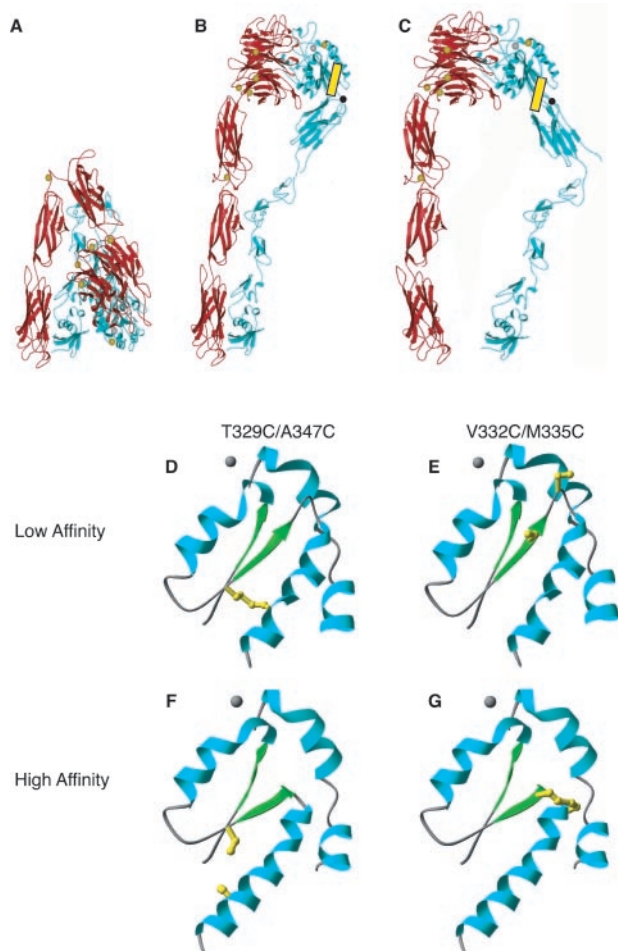 A
B
C
T329C/A347C
V332C/M335C
D
E
Low Affinity
F
G
High Affinity